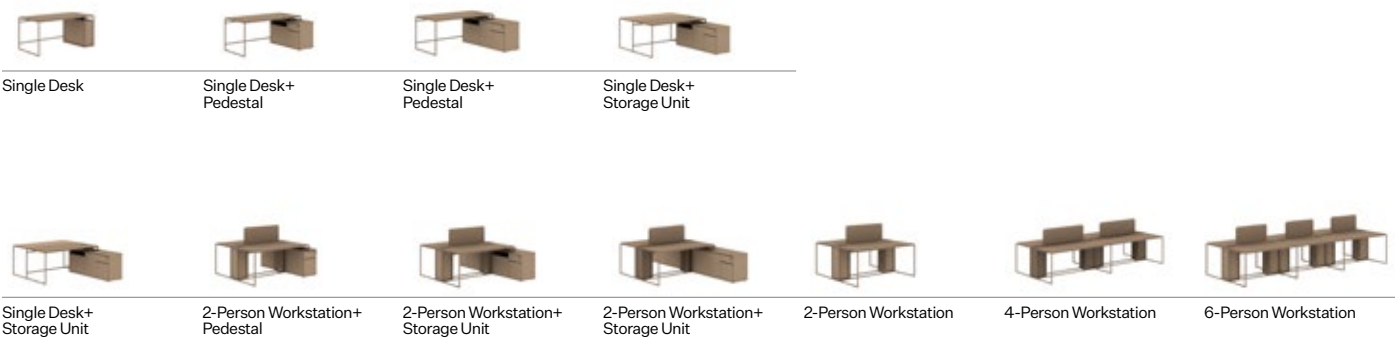 Single Desk
Single Desk+
Pedestal
Single Desk+
Pedestal
Single Desk+
Storage Unit
Single Desk+
Storage Unit
2-Person Workstation+
Pedestal
2-Person Workstation+
Storage Unit
2-Person Workstation+
Storage Unit
2-Person Workstation
4-Person Workstation
6-Person Workstation